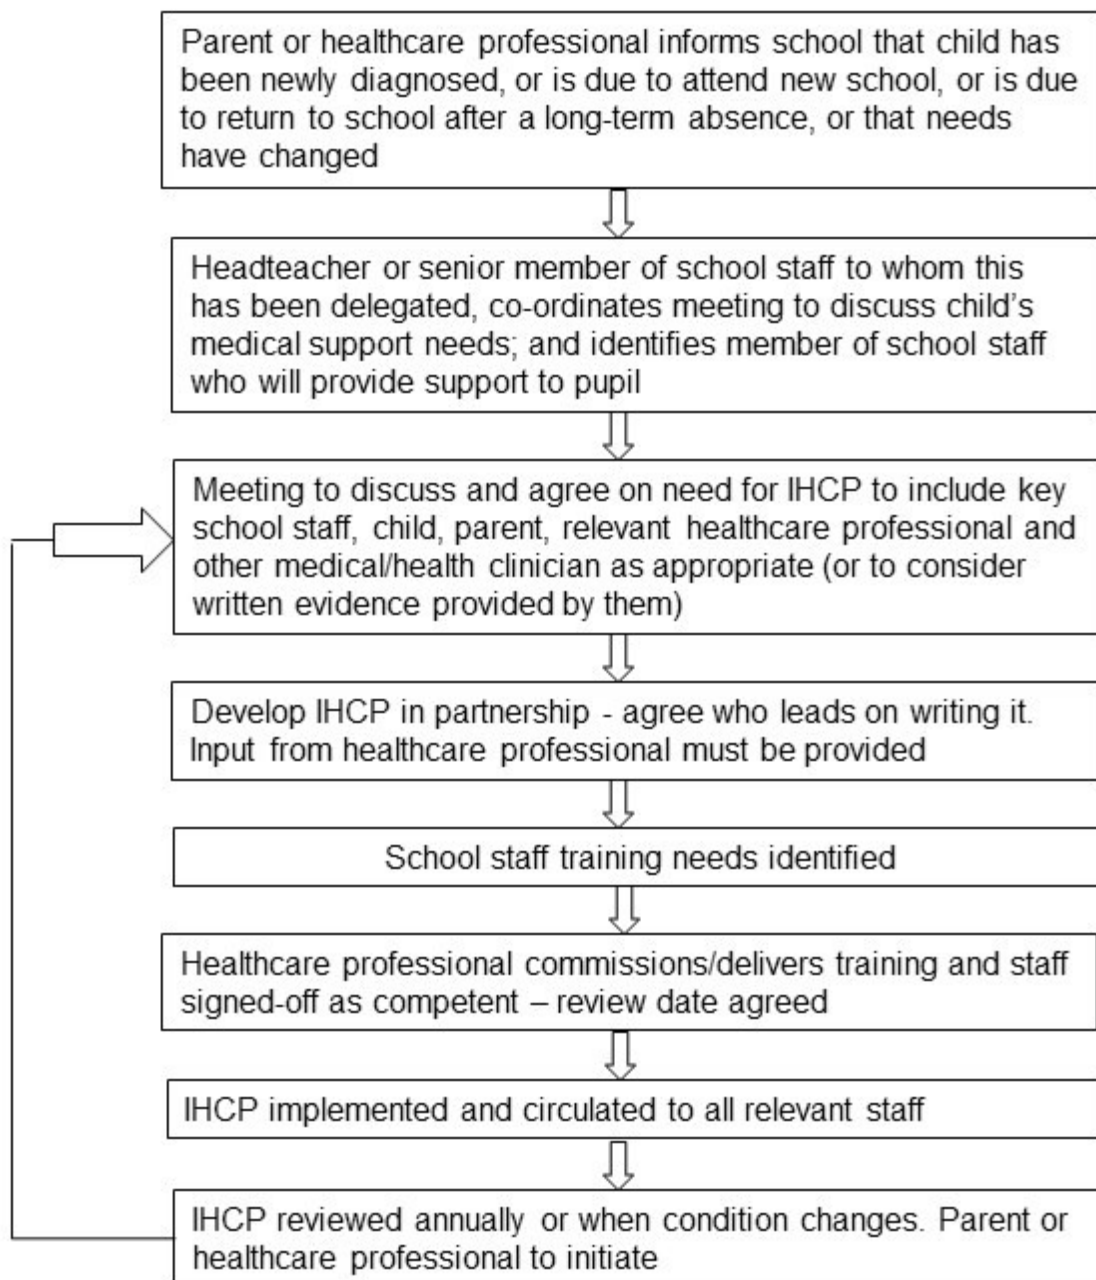 Parent or healthcare professional informs school that child has
been newly diagnosed, or is due to attend new school, or is due
to return to school after a long-term absence, or that needs
have changed
Headteacher or senior member of school staff to whom this
has been delegated, co-ordinates meeting to discuss child's
medical support needs; and identifies member of school staff
who will provide support to pupil
Meeting to discuss and agree on need for IHCP to include key
school staff, child, parent, relevant healthcare professional and
other medical/health clinician as appropriate (or to consider
written evidence provided by them)
Develop IHCP in partnership - agree who leads on writing it.
Input from healthcare professional must be provided
School staff training needs identified
Healthcare professional commissions/delivers training and staff
signed-off as competent – review date agreed
IHCP implemented and circulated to all relevant staff
IHCP reviewed annually or when condition changes. Parent or
healthcare professional to initiate